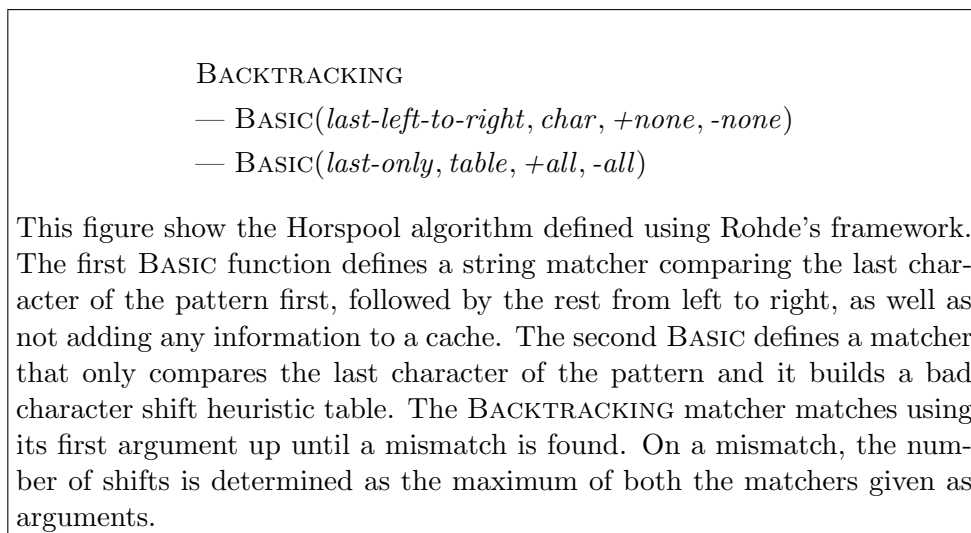 BACKTRACKING
— BASIC(last-left-to-right, char, +none, -none)
— BASIC(last-only, table, +all, -all)
This figure show the Horspool algorithm defined using Rohde's framework.
The first BASIC function defines a string matcher comparing the last char-
acter of the pattern first, followed by the rest from left to right, as well as
not adding any information to a cache. The second BASIC defines a matcher
that only compares the last character of the pattern and it builds a bad
character shift heuristic table. The BACKTRACKING matcher matches using
its first argument up until a mismatch is found. On a mismatch, the num-
ber of shifts is determined as the maximum of both the matchers given as
arguments.